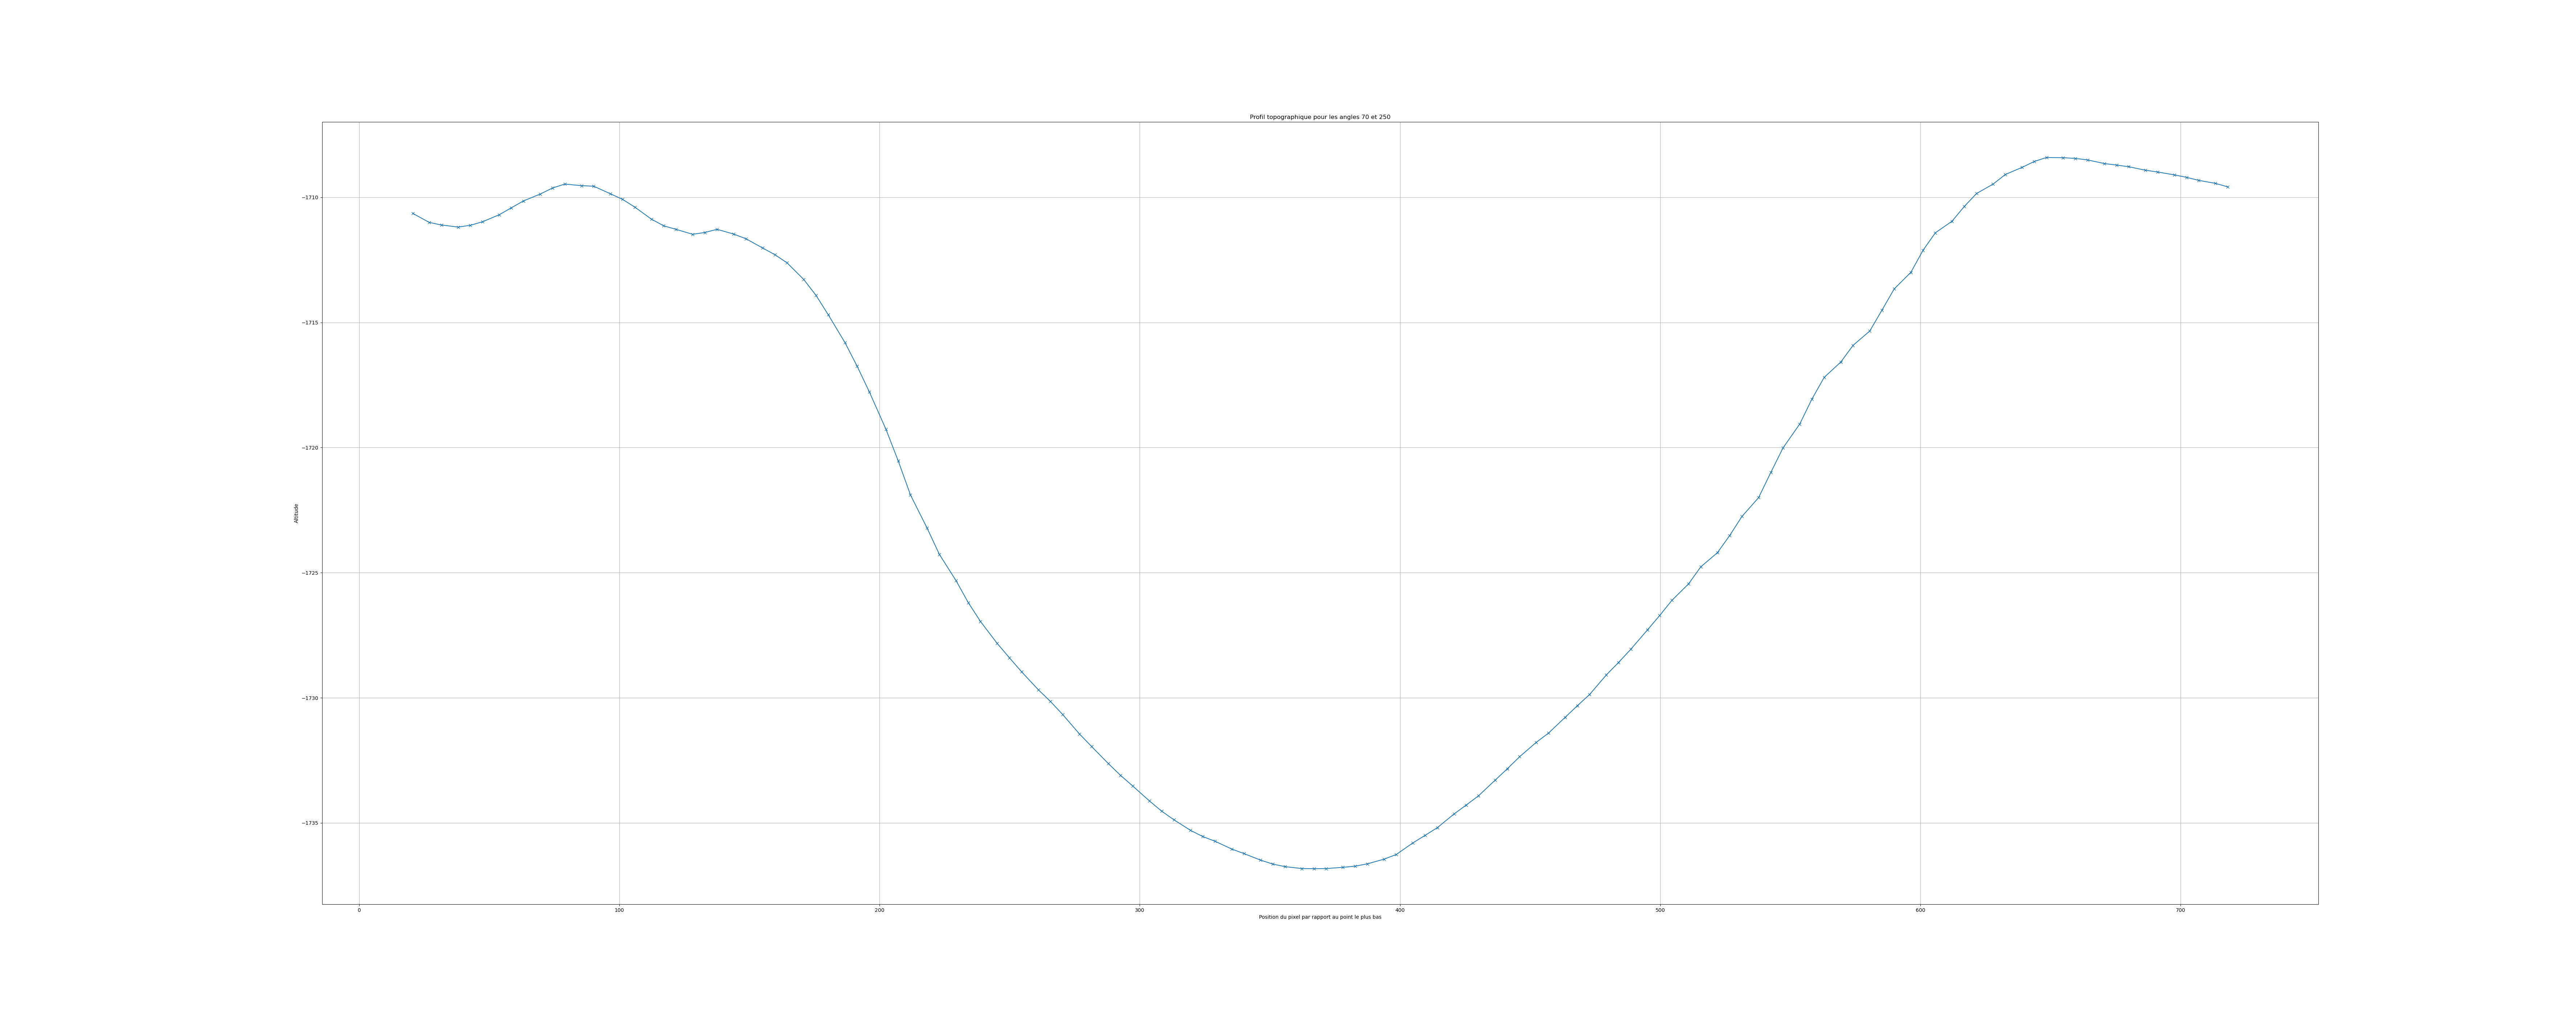 Profil topographique pour les angles 70 et 250
−1710
−1715
−1720
−1725
−1730
−1735
Altitude
0 100 200 300 400 500 600 700
Position du pixel par rapport au point le plus bas